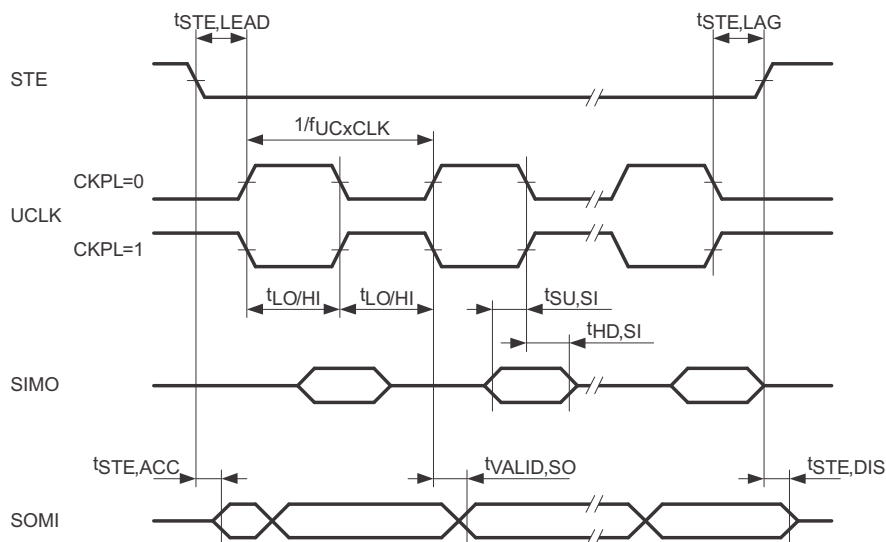 tSTE,LEAD
tSTE,LAG
STE
1/fUCxCLK
CKPL=0
UCLK
CKPL=1
tLO/HI
tLO/HI
tSU,SI
tHD,SI
SIMO
tSTE,ACC
tVALID,SO
tSTE,DIS
SOMI